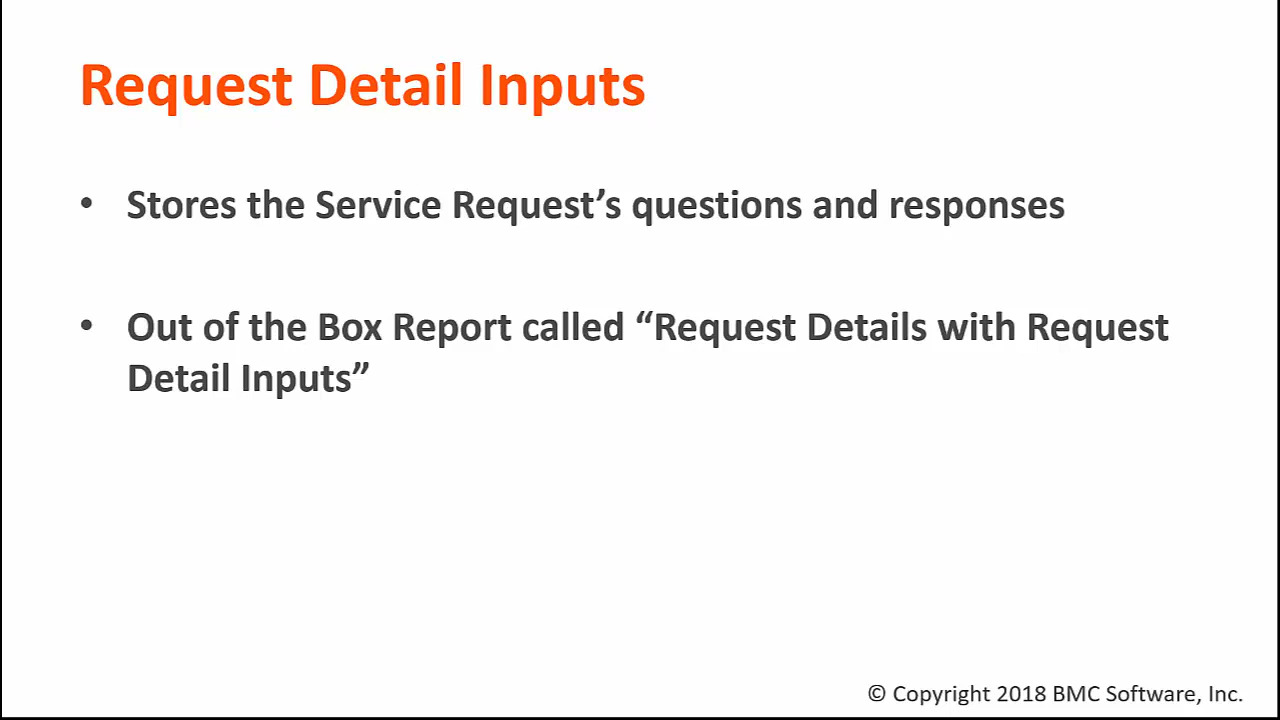 Request Detail Inputs
• Stores the Service Request’s questions and responses
• Out of the Box Report called “Request Details with Request
Detail Inputs”
© Copyright 2018 BMC Software, Inc.